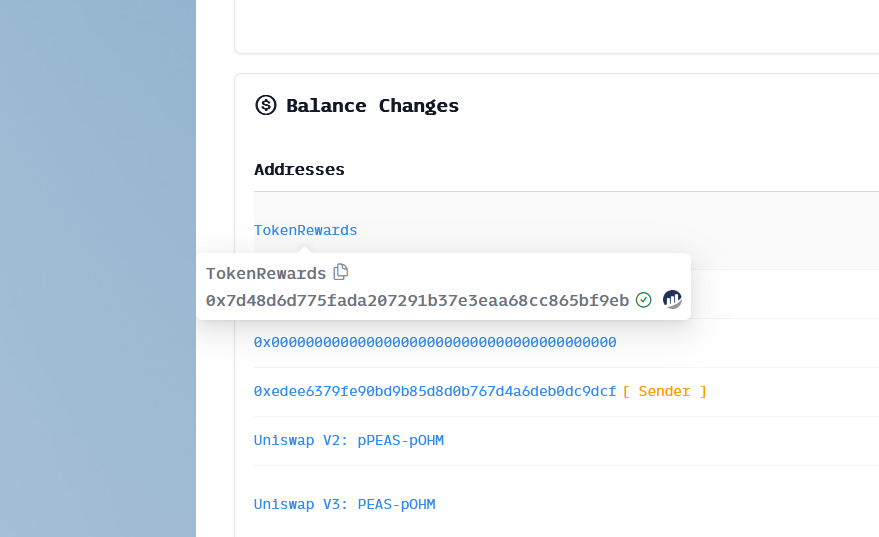 Balance Changes
Addresses
TokenRewards
TokenRewards
0x7d48d6d775fada207291b37e3eaa68cc865bf9eb
0x0000000000000000000000000000000000000000
0xedee6379fe90bd9b85d8d0b767d4a6deb0dc9dcf [ Sender ]
Uniswap V2: pPEAS-pOHM
Uniswap V3: PEAS-pOHM